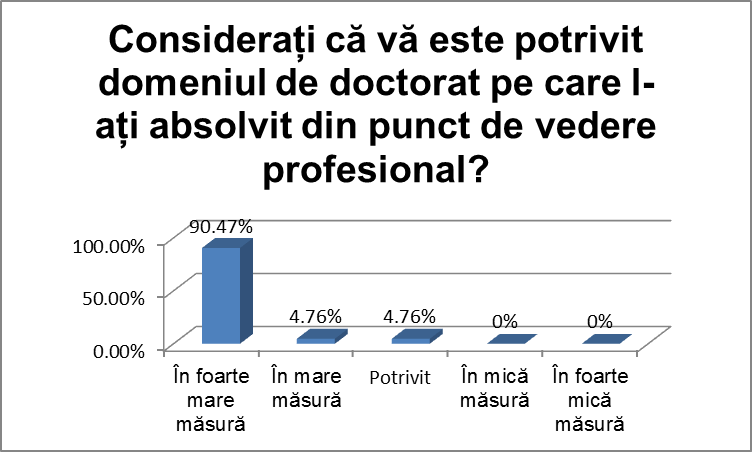 Considerați că vă este potrivit
domeniul de doctorat pe care l-
ați absolvit din punct de vedere
profesional?
90.47%
100.00%
50.00%
0.00%
4.76%
4.76%
0%
0%
În foarte
mare
măsură
În mare
măsură
Potrivit
În mică
măsură
În foarte
mică
măsură